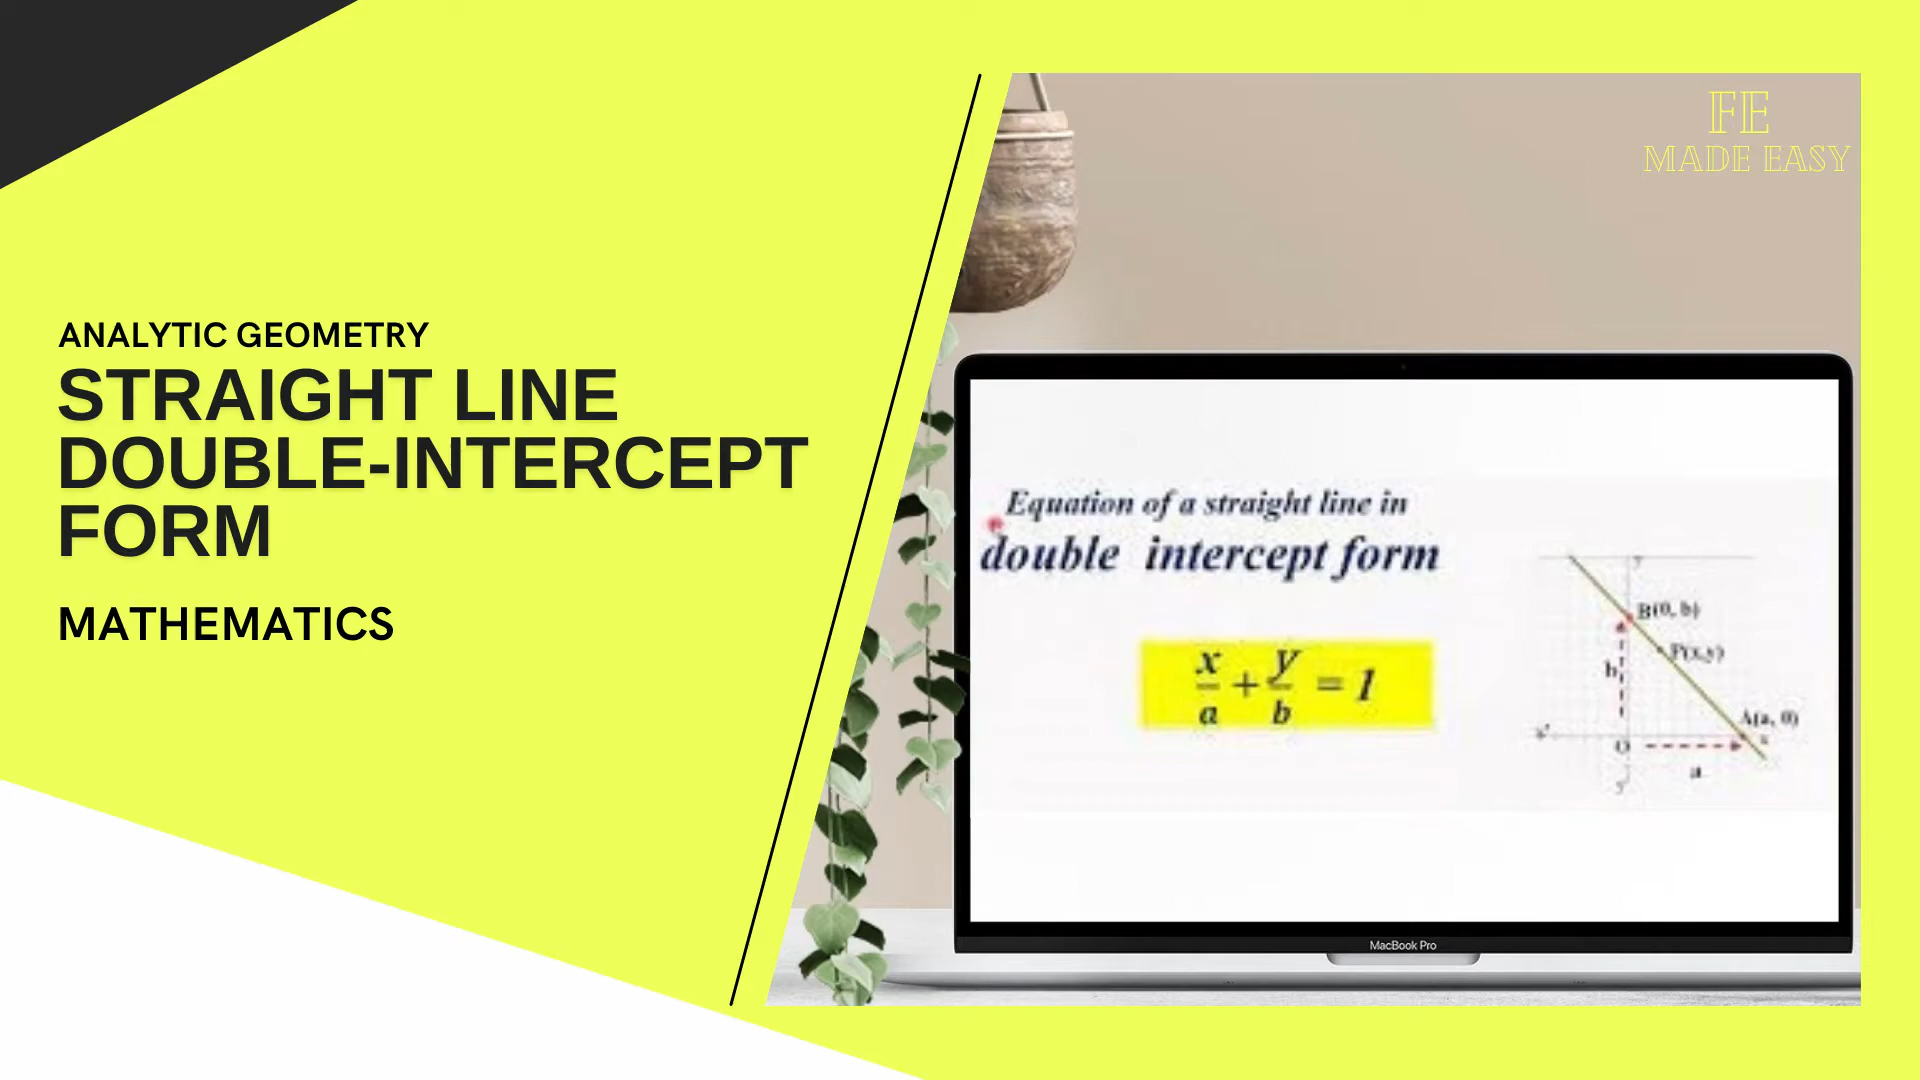 ANALYTIC GEOMETRY
STRAIGHT LINE
DOUBLE-INTERCEPT
FORM
MATHEMATICS
FE
MADE EASY
Equation of a straight line in
double intercept form
x/a + y/b = 1
y
B(0, b)
P(x,y)
b
A(a, 0)
x'
O
x
a
y'
MacBook Pro